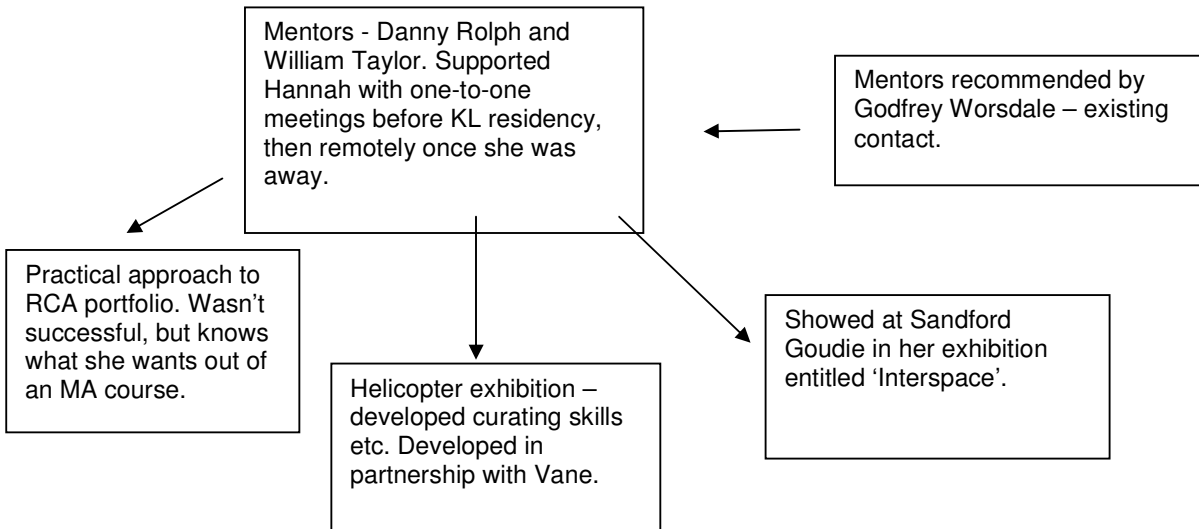 Mentors - Danny Rolph and
William Taylor. Supported
Hannah with one-to-one
meetings before KL residency,
then remotely once she was
away.
Mentors recommended by
Godfrey Worsdale – existing
contact.
Practical approach to
RCA portfolio. Wasn’t
successful, but knows
what she wants out of
an MA course.
Helicopter exhibition –
developed curating skills
etc. Developed in
partnership with Vane.
Showed at Sandford
Goudie in her exhibition
entitled ‘Interspace’.